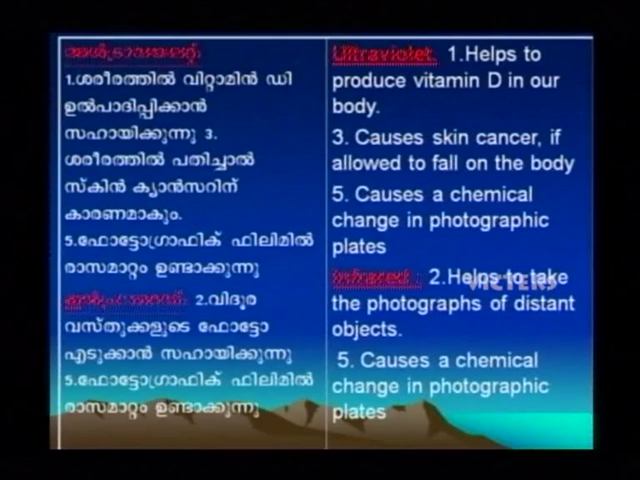 അൾട്രാവയലറ്റ്
1.ശരീരത്തിൽ വിറ്റാമിൻ ഡി
ഉൽപാദിപ്പിക്കാൻ
സഹായിക്കുന്നു 3.
ശരീരത്തിൽ പതിച്ചാൽ
സ്കിൻ ക്യാൻസറിന്
കാരണമാകും.
5.ഫോട്ടോഗ്രാഫിക് ഫിലിമിൽ
രാസമാറ്റം ഉണ്ടാക്കുന്നു
ഇൻഫ്രാറെഡ് 2.വിദൂര
വസ്തുക്കളുടെ ഫോട്ടോ
എടുക്കാൻ സഹായിക്കുന്നു
5.ഫോട്ടോഗ്രാഫിക് ഫിലിമിൽ
രാസമാറ്റം ഉണ്ടാക്കുന്നു
Ultraviolet. 1.Helps to
produce vitamin D in our
body.
3. Causes skin cancer, if
allowed to fall on the body
5. Causes a chemical
change in photographic
plates
Infrared : 2.Helps to take
VICTERS
the photographs of distant
objects.
5. Causes a chemical
change in photographic
plates